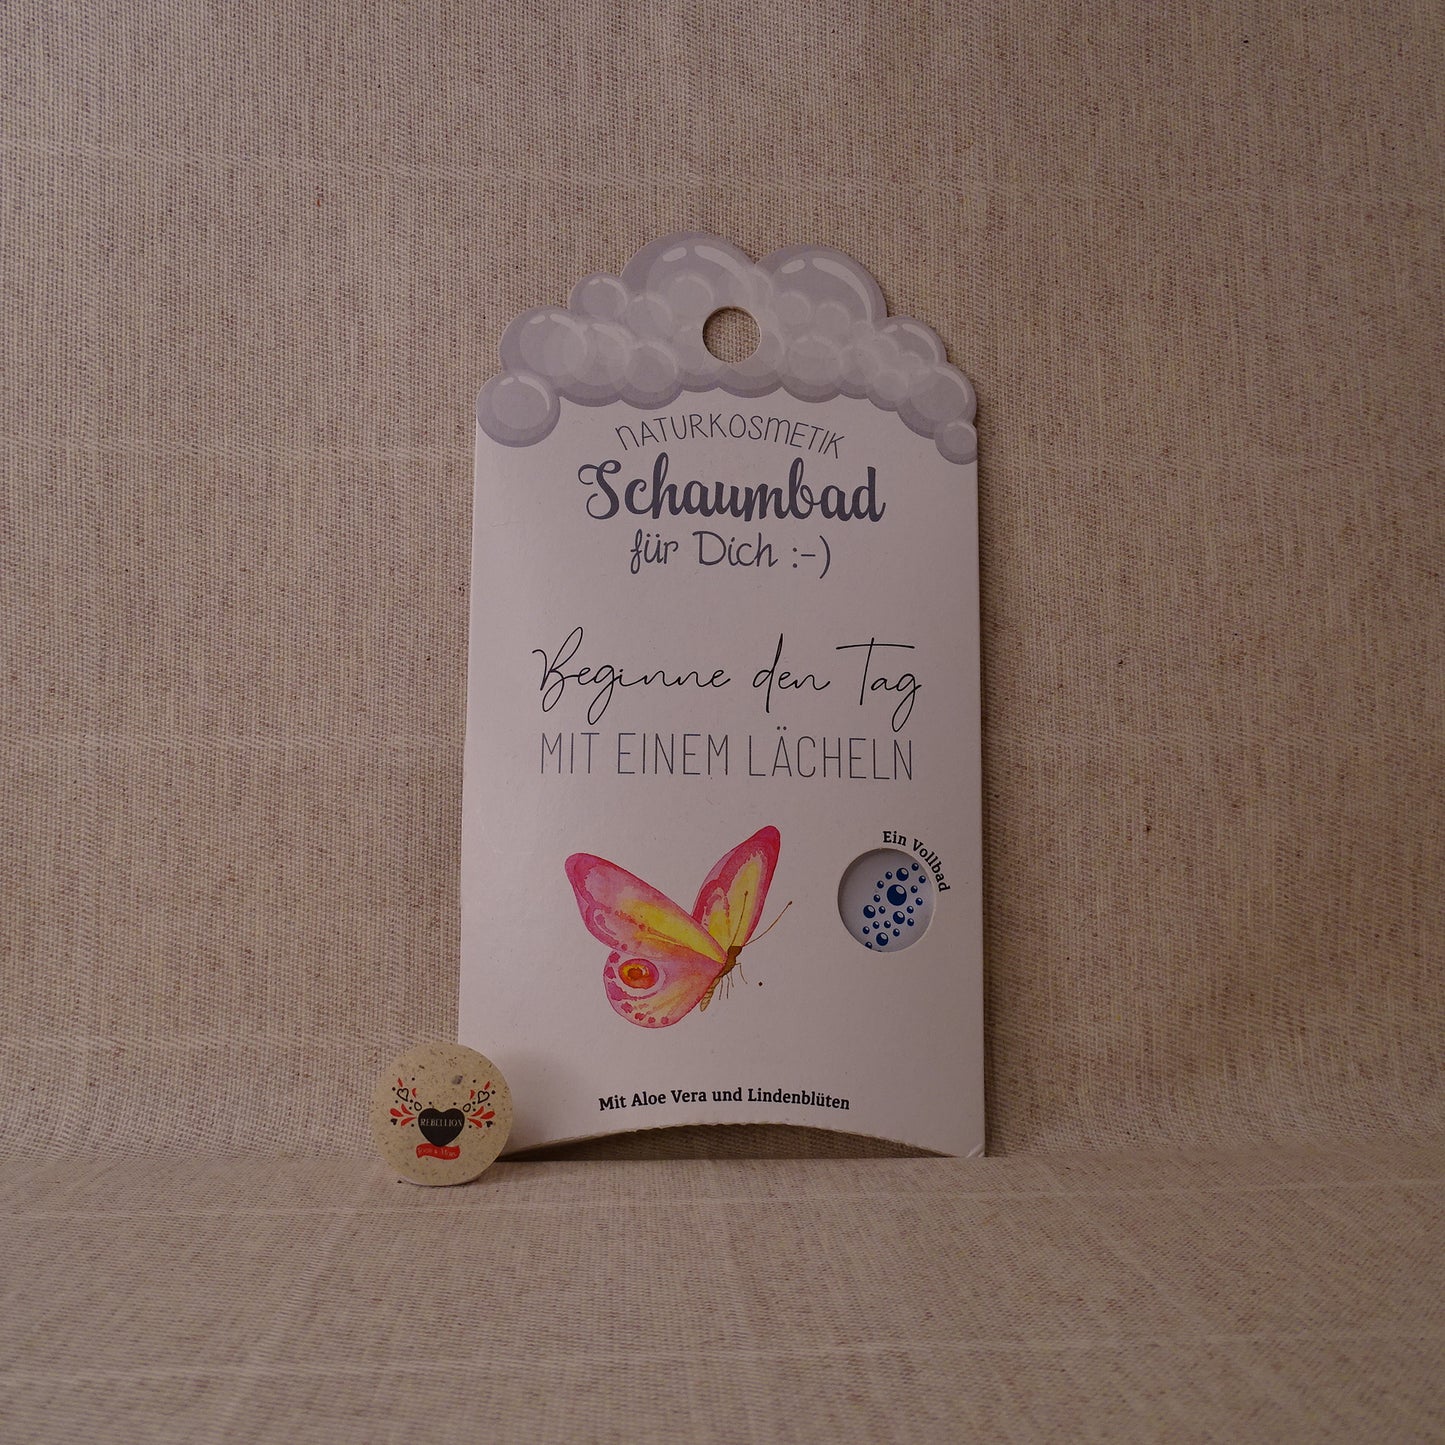 NATURKOSMETIK
Schaumbad
für Dich :-)
Beginne den Tag
MIT EINEM LÄCHELN
Ein Vollbad
Mit Aloe Vera und Lindenblüten
REBELLION